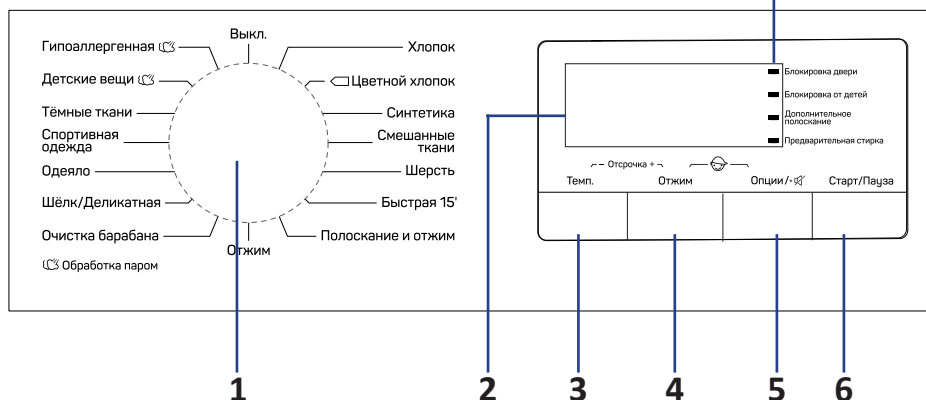 Выкл.
Гипоаллергенная
Хлопок
Детские вещи
Цветной хлопок
Тёмные ткани
Синтетика
Спортивная
одежда
Смешанные
ткани
Одеяло
Шерсть
Шёлк/Деликатная
Быстрая 15'
Очистка барабана
Отжим
Полоскание и отжим
Обработка паром
Блокировка двери
Блокировка от детей
Дополнительное
полоскание
Предварительная стирка
– Отсрочка +
Темп.
Отжим
Опции/
Старт/Пауза
1
2
3
4
5
6